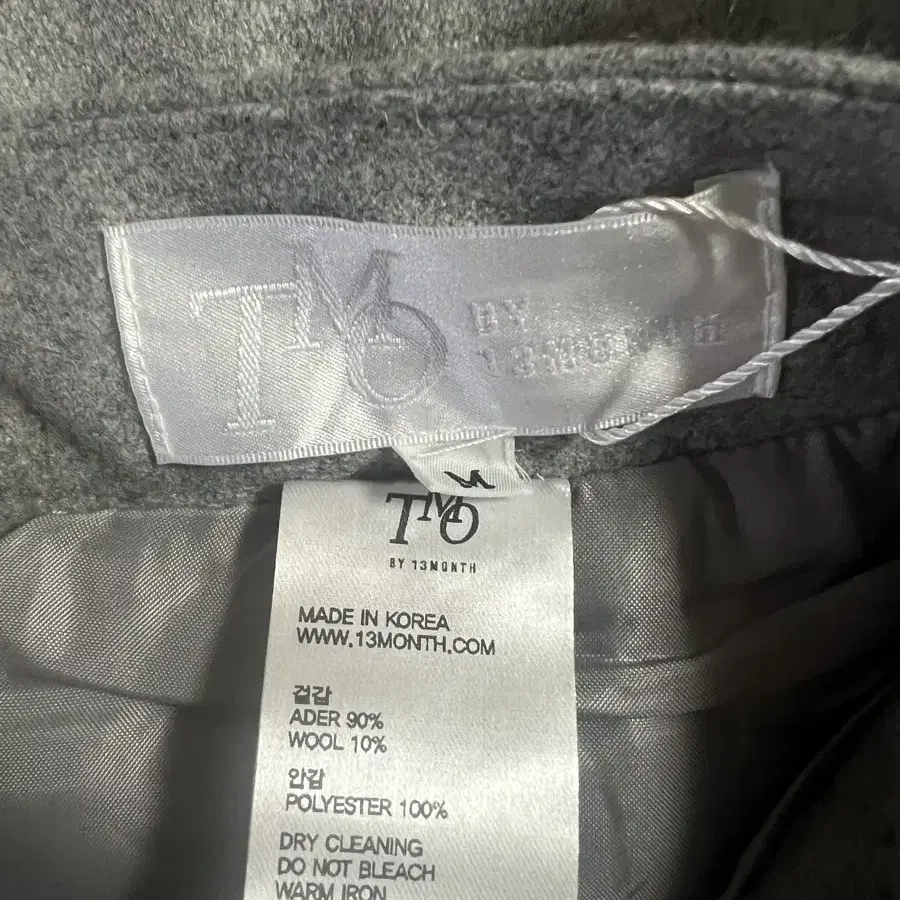 TMO
BY
13MONTH
M
TMO
BY 13MONTH
MADE IN KOREA
WWW.13MONTH.COM
겉감
ADER 90%
WOOL 10%
안감
POLYESTER 100%
DRY CLEANING
DO NOT BLEACH
WARM IRON